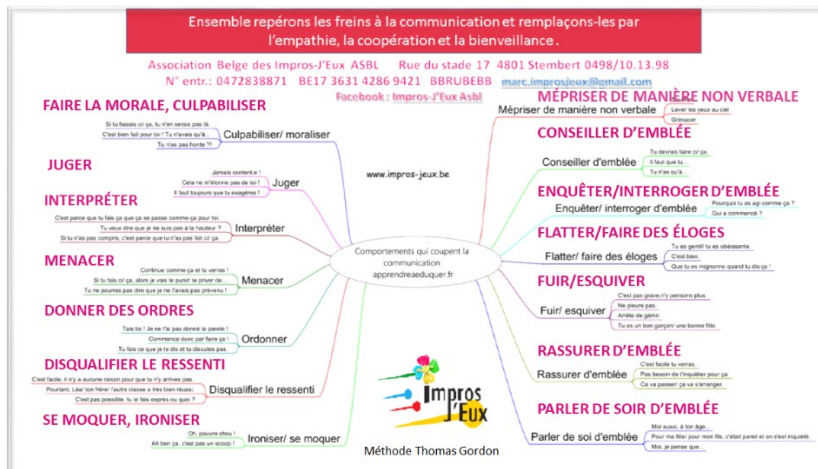 Ensemble repérons les freins à la communication et remplaçons-les par
l'empathie, la coopération et la bienveillance .
Association Belge des Impros-J'Eux ASBL Rue du stade 17 4801 Stembert 0498/10.13.98
N° entr.: 0472838871 BE17 3631 4286 9421 BBRUBEBB marc.improsjeux@gmail.com
Facebook : Impros-J'Eux Asbl
www.impros-jeux.be
Comportements qui coupent la
communication
apprendreaeduquer.fr
FAIRE LA MORALE, CULPABILISER
Si tu faisais ci/ ça, tu n'en serais pas là.
C'est bien fait pour toi ! Tu n'avais qu'à...
Tu n'as pas honte ?!
Culpabiliser/ moraliser
JUGER
Jamais content.e !
Cela ne m'étonne pas de toi !
Il faut toujours que tu exagères !
Juger
INTERPRÉTER
C'est parce que tu fais ça que ça se passe comme ça pour toi.
Tu veux dire que je ne suis pas à la hauteur ?
Si tu n'as pas compris, c'est parce que tu n'as pas fait ci/ ça.
Interpréter
MENACER
Continue comme ça et tu verras !
Si tu fais ci/ ça, alors je vais te punir/ te priver de...
Tu ne pourras pas dire que je ne t'avais pas prévenu !
Menacer
DONNER DES ORDRES
Tais toi ! Je ne t'ai pas donné la parole !
Commence donc par faire ça !
Tu fais ce que je te dis et tu discutes pas.
Ordonner
DISQUALIFIER LE RESSENTI
C'est facile, il n'y a aucune raison pour que tu n'y arrives pas.
Pourtant, Léa/ ton frère/ l'autre classe a très bien réussi.
C'est pas possible, tu le fais exprès ou quoi ?
Disqualifier le ressenti
SE MOQUER, IRONISER
Oh, pauvre chou !
Ah ben ça, c'est pas un scoop !
Ironiser/ se moquer
MÉPRISER DE MANIÈRE NON VERBALE
Mépriser de manière non verbale
Lever les yeux au ciel
Grimacer
CONSEILLER D'EMBLÉE
Conseiller d'emblée
Tu devrais faire ci/ ça.
Il faut que tu...
Tu n'as qu'à...
ENQUÊTER/INTERROGER D'EMBLÉE
Enquêter/ interroger d'emblée
Pourquoi tu as agi comme ça ?
Qui a commencé ?
FLATTER/FAIRE DES ÉLOGES
Flatter/ faire des éloges
Tu es gentil/ tu es obéissante.
C'est bien.
Que tu es mignonne quand tu dis ça !
FUIR/ESQUIVER
Fuir/ esquiver
C'est pas grave,n'y pensons plus.
Ne pleure pas.
Arrête de gémir.
Tu es un bon garçon/ une bonne fille.
RASSURER D'EMBLÉE
Rassurer d'emblée
C'est facile tu verras.
Pas besoin de t'inquiéter pour ça.
Ca va passer/ ça va s'arranger.
PARLER DE SOIR D'EMBLÉE
Parler de soi d'emblée
Moi aussi, à ton âge...
Pour ma fille/ pour mon fils, c'était pareil et on s'est inquiété.
Moi, je pense que...
Impros
J'Eux
Méthode Thomas Gordon